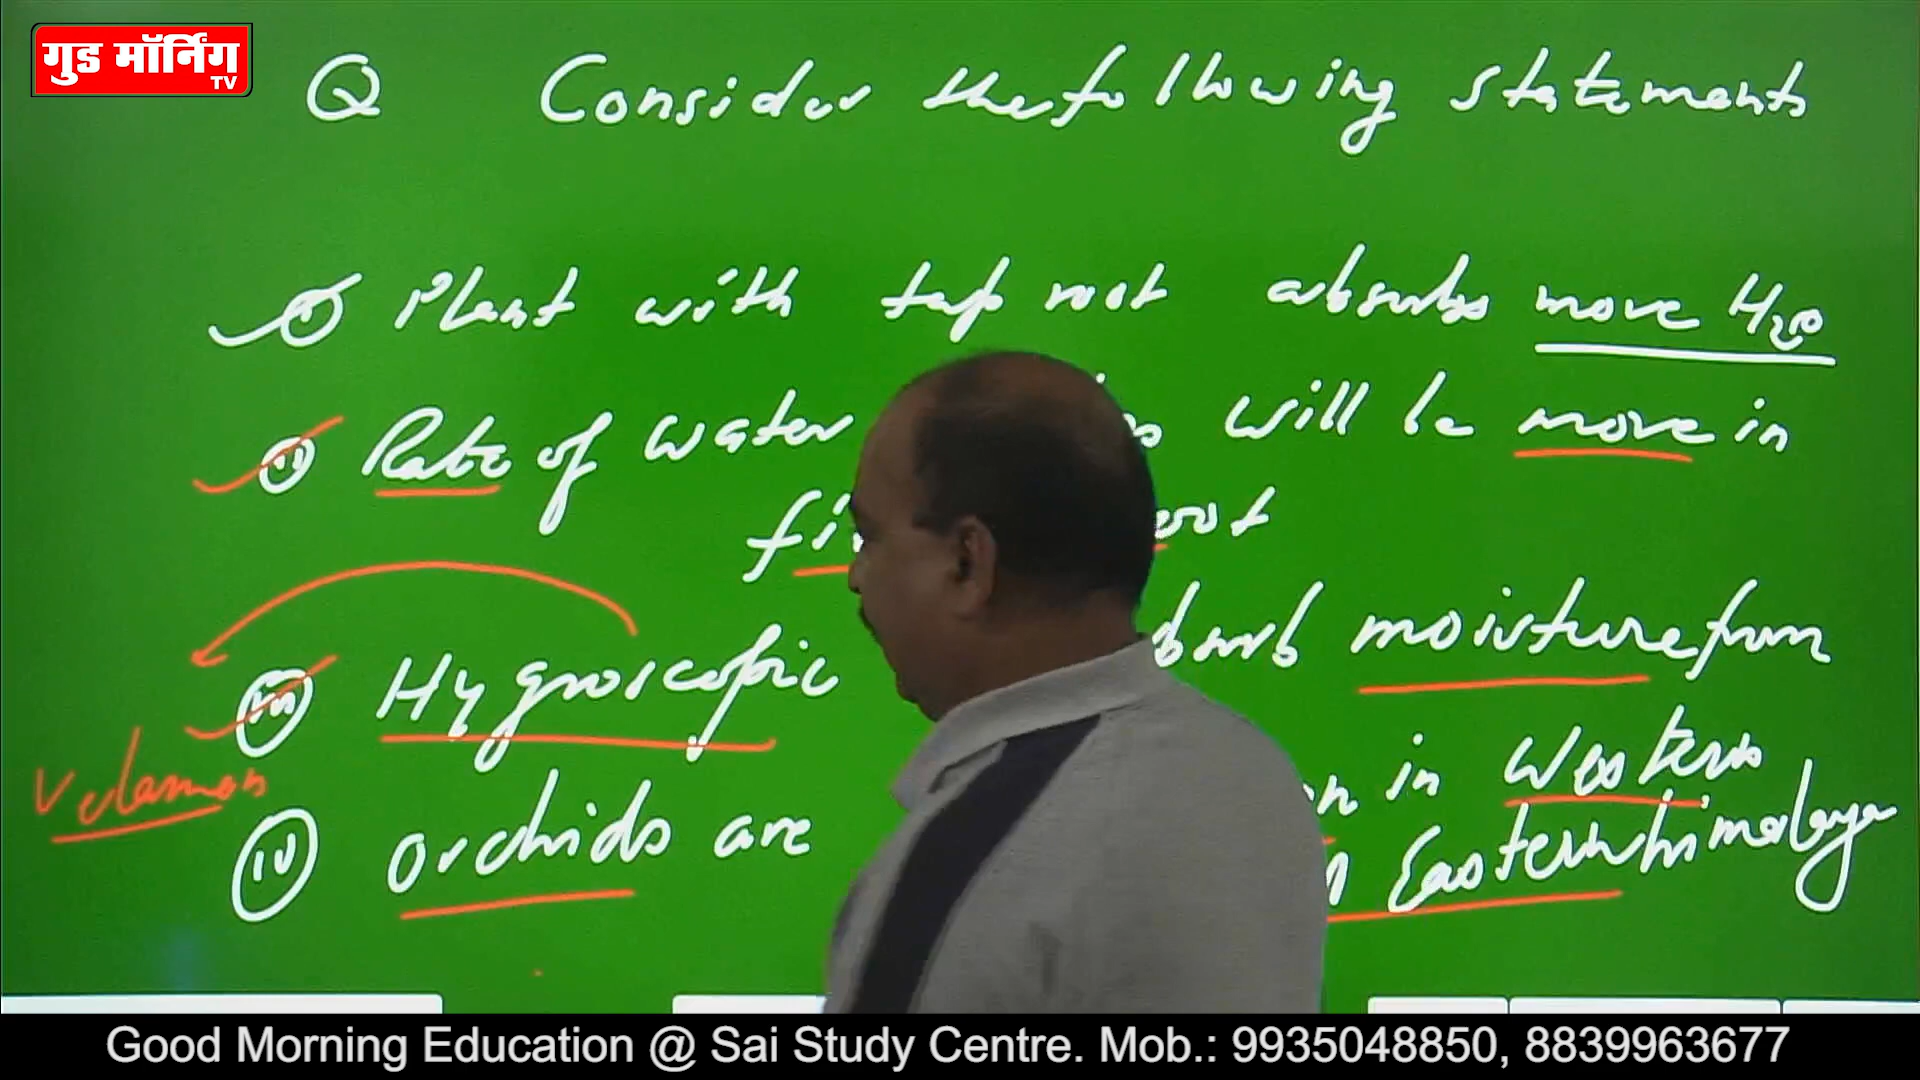 गुड मॉर्निंग
TV
Q Consider the following statements
(i) Plant with tap root absorbs more H2O
(ii) Rate of water will be more in
root
(iii) Hygroscopic absorb moisture from
Velamen
in Western
(iv) Orchids are Eastern himalaya
Good Morning Education @ Sai Study Centre. Mob.: 9935048850, 8839963677